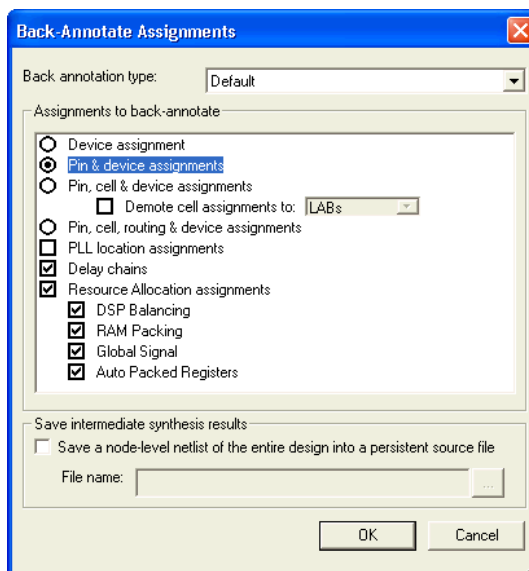 Back-Annotate Assignments
Back annotation type: Default
Assignments to back-annotate
Device assignment
Pin & device assignments
Pin, cell & device assignments
Demote cell assignments to: LABs
Pin, cell, routing & device assignments
PLL location assignments
Delay chains
Resource Allocation assignments
DSP Balancing
RAM Packing
Global Signal
Auto Packed Registers
Save intermediate synthesis results
Save a node-level netlist of the entire design into a persistent source file
File name: ...
OK Cancel